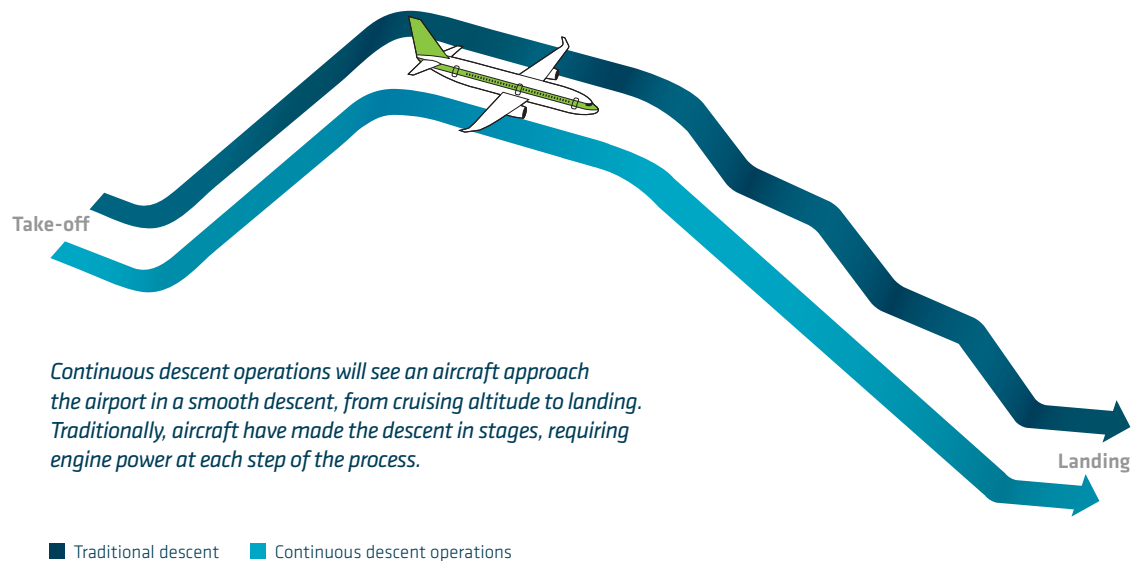 Take-off
Continuous descent operations will see an aircraft approach
the airport in a smooth descent, from cruising altitude to landing.
Traditionally, aircraft have made the descent in stages, requiring
engine power at each step of the process.
Landing
Traditional descent
Continuous descent operations